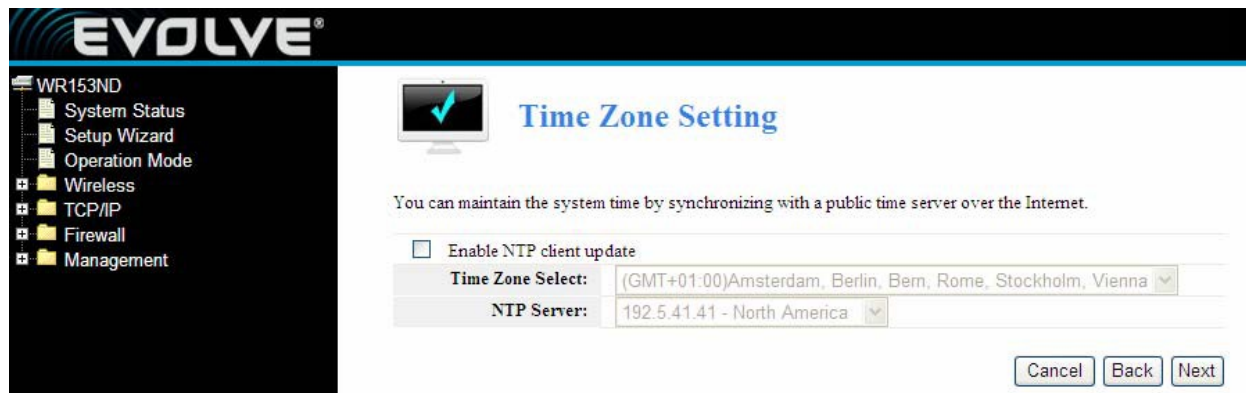 EVOLVE®
WR153ND
System Status
Setup Wizard
Operation Mode
Wireless
TCP/IP
Firewall
Management
Time Zone Setting
You can maintain the system time by synchronizing with a public time server over the Internet.
Enable NTP client update
Time Zone Select: (GMT+01:00)Amsterdam, Berlin, Bern, Rome, Stockholm, Vienna
NTP Server: 192.5.41.41 - North America
Cancel Back Next